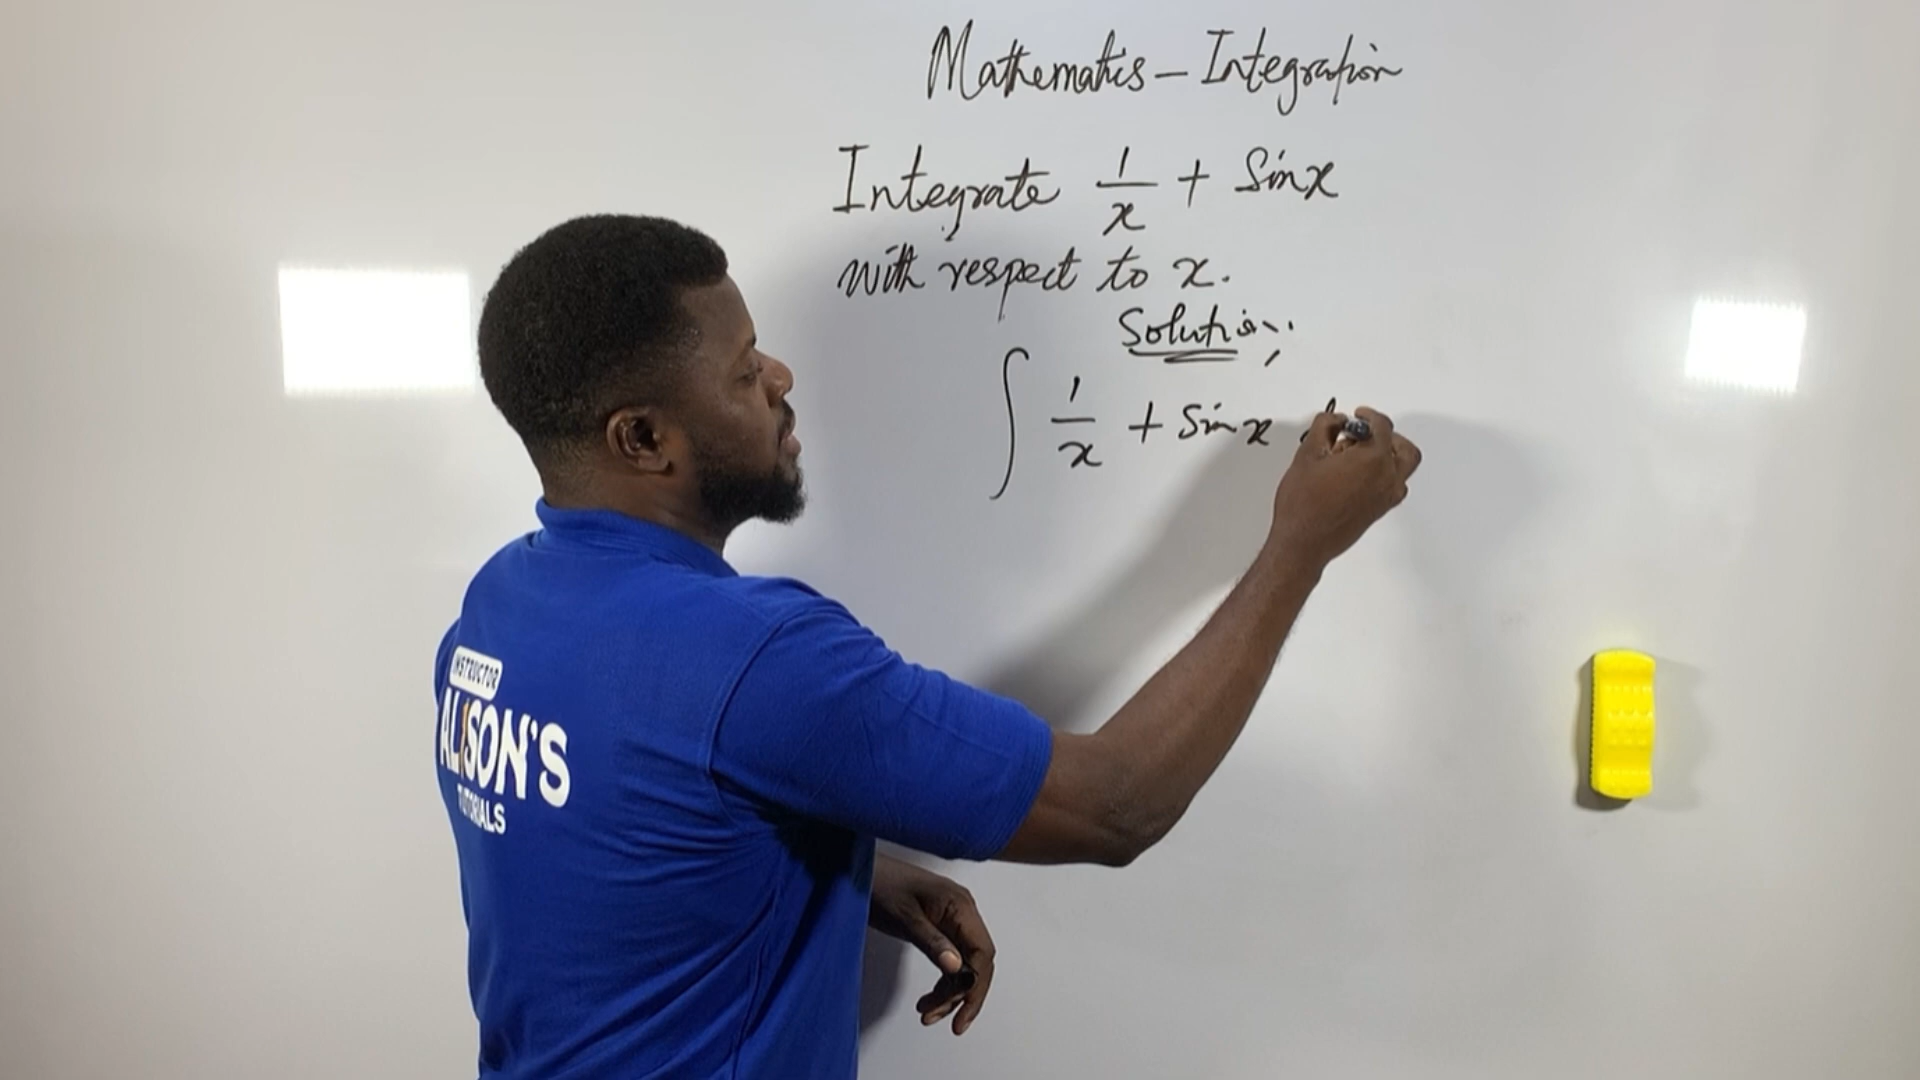 Mathematics - Integration
Integrate 1/x + Sinx
with respect to x.
Solution;
∫ 1/x + Sinx d
INSTRUCTOR
ALISON'S
TUTORIALS